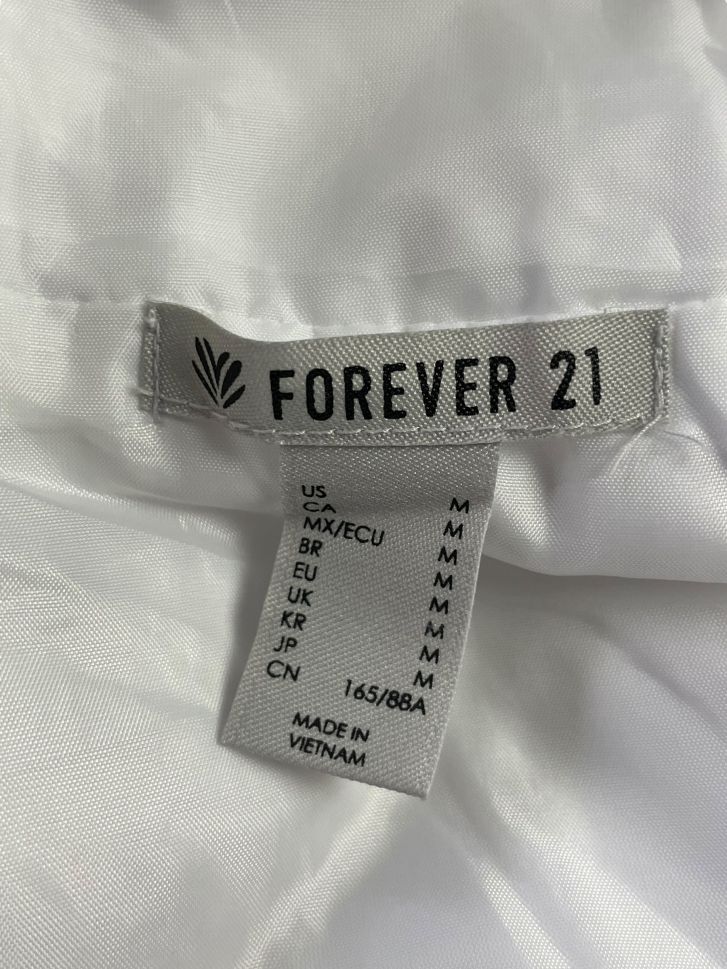 FOREVER 21
US M
CA M
MX/ECU M
BR M
EU M
UK M
KR M
JP M
CN 165/88A
MADE IN
VIETNAM